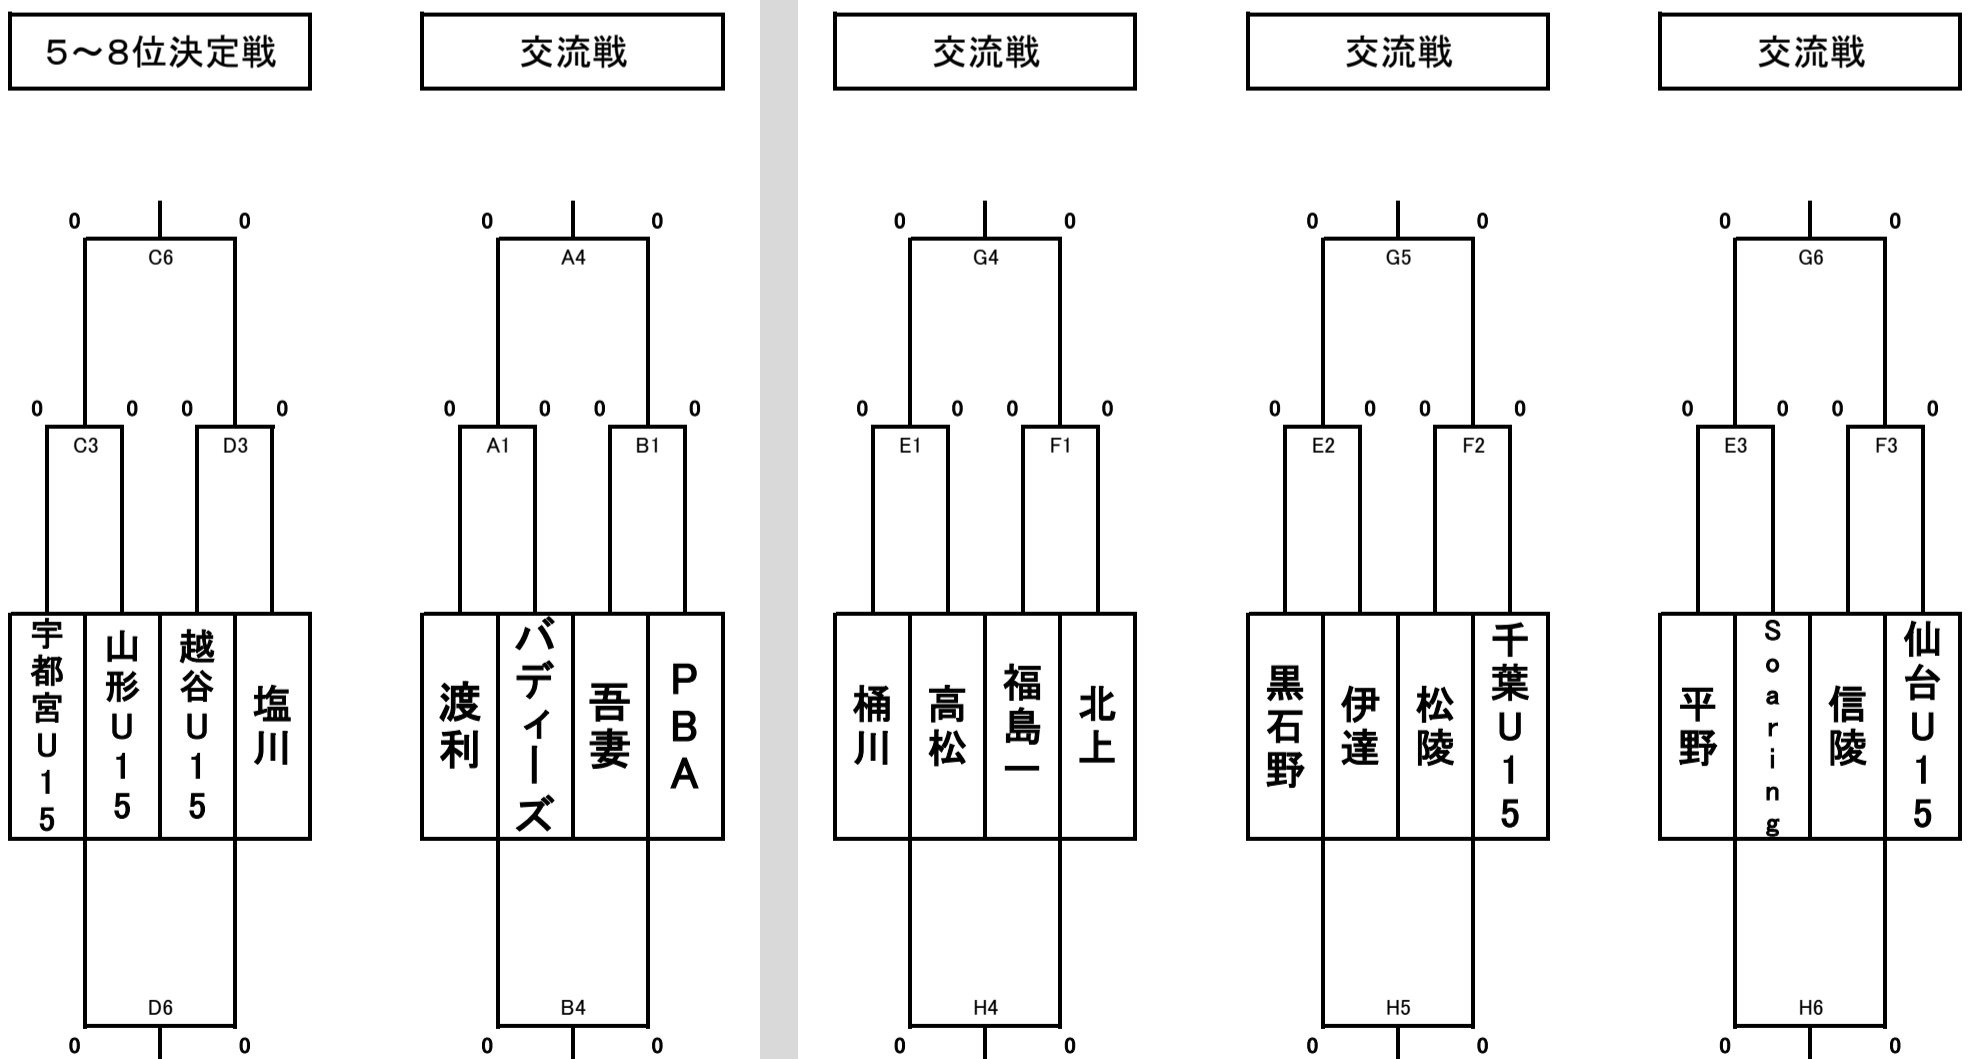 ５～８位決定戦
交流戦
交流戦
交流戦
交流戦
0 0 0 0 0 0 0 0 0 0
C6 A4 G4 G5 G6
0 0 0 0 0 0 0 0 0 0 0 0 0 0 0 0 0 0 0 0
C3 D3 A1 B1 E1 F1 E2 F2 E3 F3
宇都宮U15
山形U15
越谷U15
塩川
渡利
バディーズ
吾妻
PBA
桶川
高松
福島一
北上
黒石野
伊達
松陵
千葉U15
平野
Soaring
信陵
仙台U15
D6 B4 H4 H5 H6
0 0 0 0 0 0 0 0 0 0